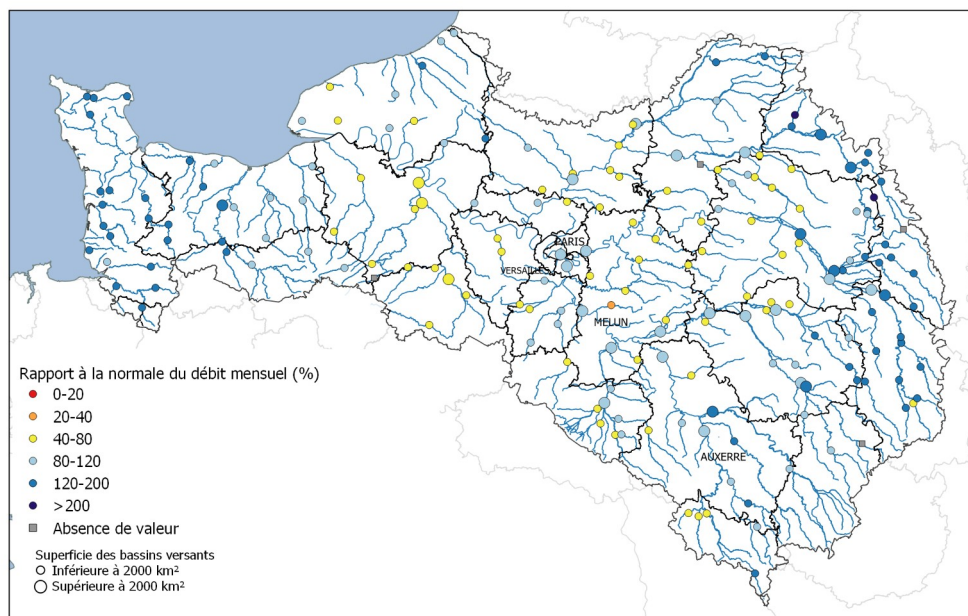 PARIS
VERSAILLES
MELUN
AUXERRE
Rapport à la normale du débit mensuel (%)
0-20
20-40
40-80
80-120
120-200
>200
Absence de valeur
Superficie des bassins versants
Inférieure à 2000 km²
Supérieure à 2000 km²